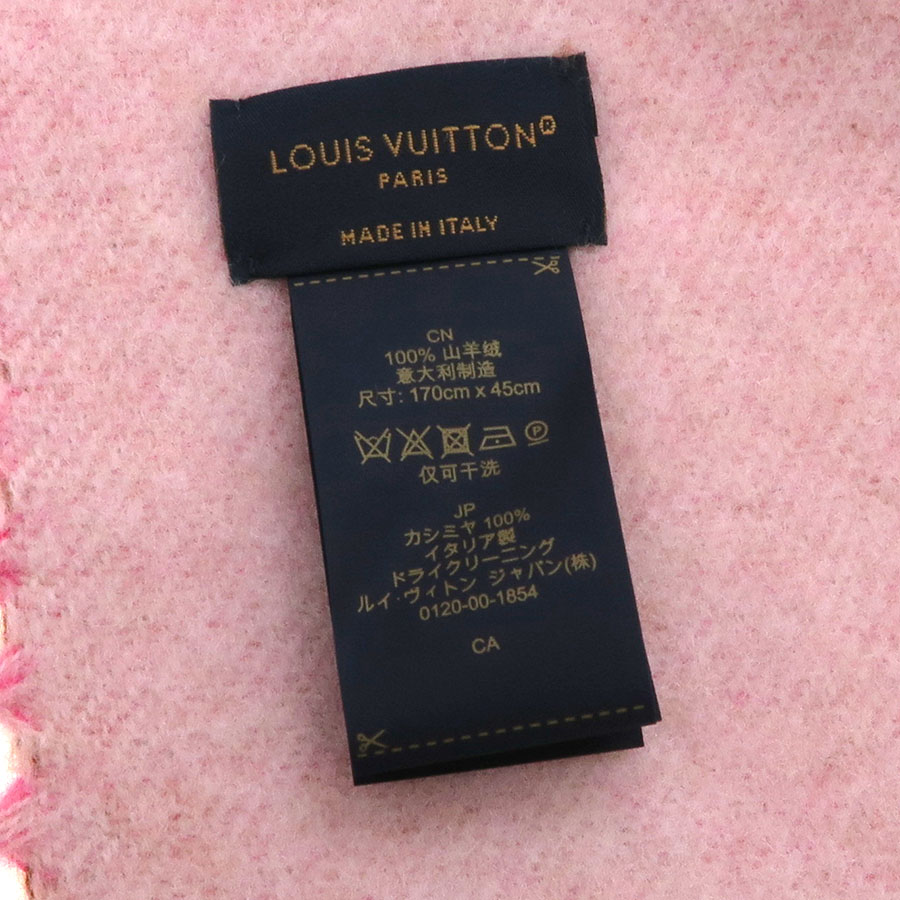 LOUIS VUITTON®
PARIS
MADE IN ITALY
CN
100% 山羊绒
意大利制造
尺寸: 170cm x 45cm
P
仅可干洗
JP
カシミヤ 100%
イタリア製
ドライクリーニング
ルイ・ヴィトン ジャパン(株)
0120-00-1854
CA